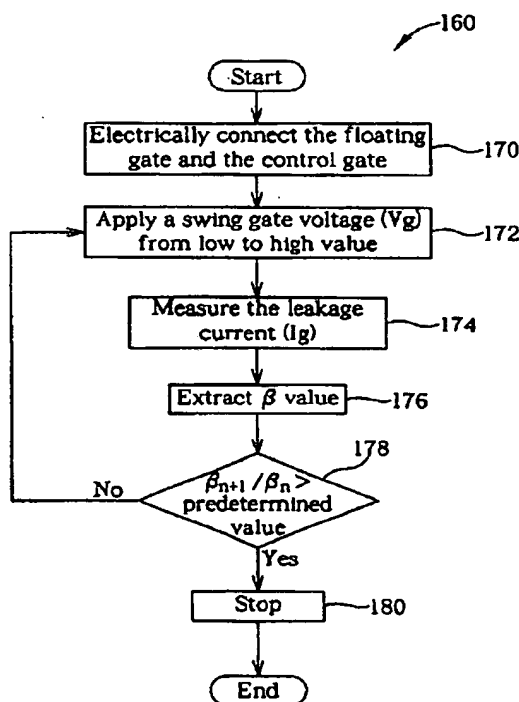 160
Start
Electrically connect the floating
gate and the control gate
170
Apply a swing gate voltage (Vg)
from low to high value
172
Measure the leakage
current (Ig)
174
Extract β value
176
178
βn+1 /βn >
predetermined
value
No
Yes
Stop
180
End